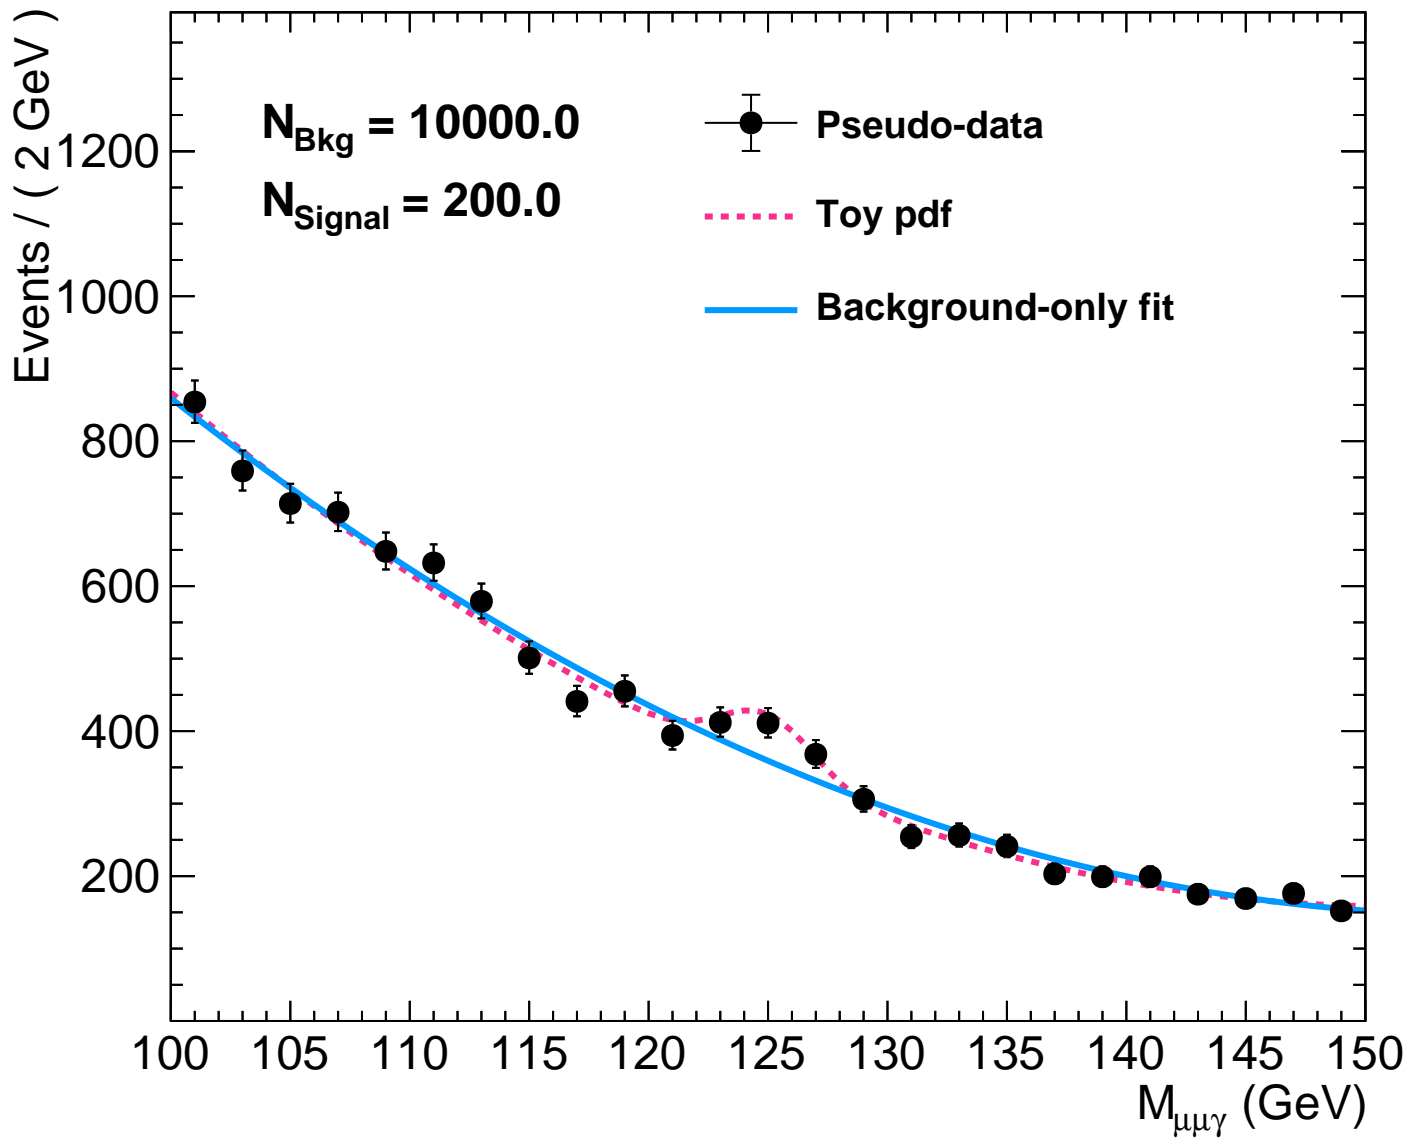 Events / ( 2 GeV )
N_Bkg = 10000.0
N_Signal = 200.0
Pseudo-data
Toy pdf
Background-only fit
1200
1000
800
600
400
200
100 105 110 115 120 125 130 135 140 145 150
M_μμγ (GeV)